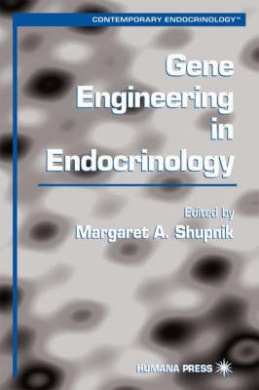 CONTEMPORARY ENDOCRINOLOGY™
Gene
Engineering
in
Endocrinology
Edited by
Margaret A. Shupnik
HUMANA PRESS